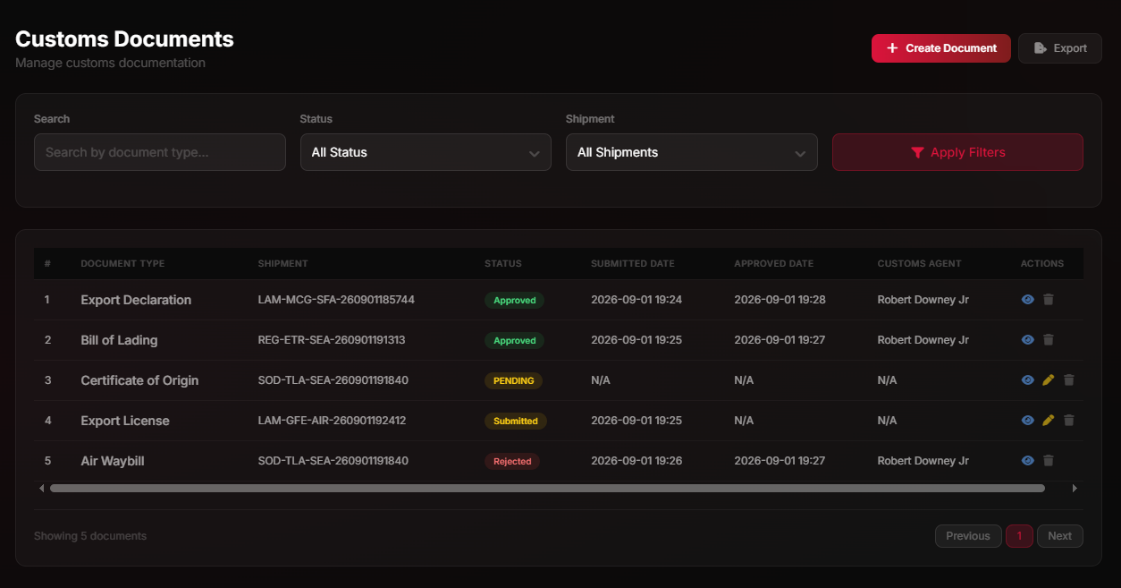 Customs Documents
Manage customs documentation
+ Create Document
Export
Search
Status
Shipment
Search by document type...
All Status
All Shipments
Apply Filters
# DOCUMENT TYPE SHIPMENT STATUS SUBMITTED DATE APPROVED DATE CUSTOMS AGENT ACTIONS
1 Export Declaration LAM-MCG-SFA-260901185744 Approved 2026-09-01 19:24 2026-09-01 19:28 Robert Downey Jr
2 Bill of Lading REG-ETR-SEA-260901191313 Approved 2026-09-01 19:25 2026-09-01 19:27 Robert Downey Jr
3 Certificate of Origin SOD-TLA-SEA-260901191840 PENDING N/A N/A N/A
4 Export License LAM-GFE-AIR-260901192412 Submitted 2026-09-01 19:25 N/A N/A
5 Air Waybill SOD-TLA-SEA-260901191840 Rejected 2026-09-01 19:26 2026-09-01 19:27 Robert Downey Jr
Showing 5 documents
Previous 1 Next